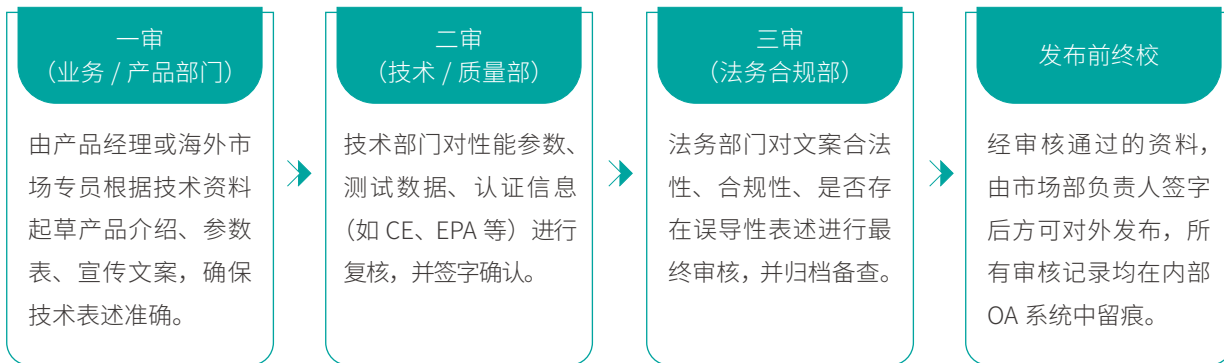 一审
（业务 / 产品部门）
由产品经理或海外市
场专员根据技术资料
起草产品介绍、参数
表、宣传文案，确保
技术表述准确。
二审
（技术 / 质量部）
技术部门对性能参数、
测试数据、认证信息
（如 CE、EPA 等）进行
复核，并签字确认。
三审
（法务合规部）
法务部门对文案合法
性、合规性、是否存
在误导性表述进行最
终审核，并归档备查。
发布前终校
经审核通过的资料，
由市场部负责人签字
后方可对外发布，所
有审核记录均在内部
OA 系统中留痕。